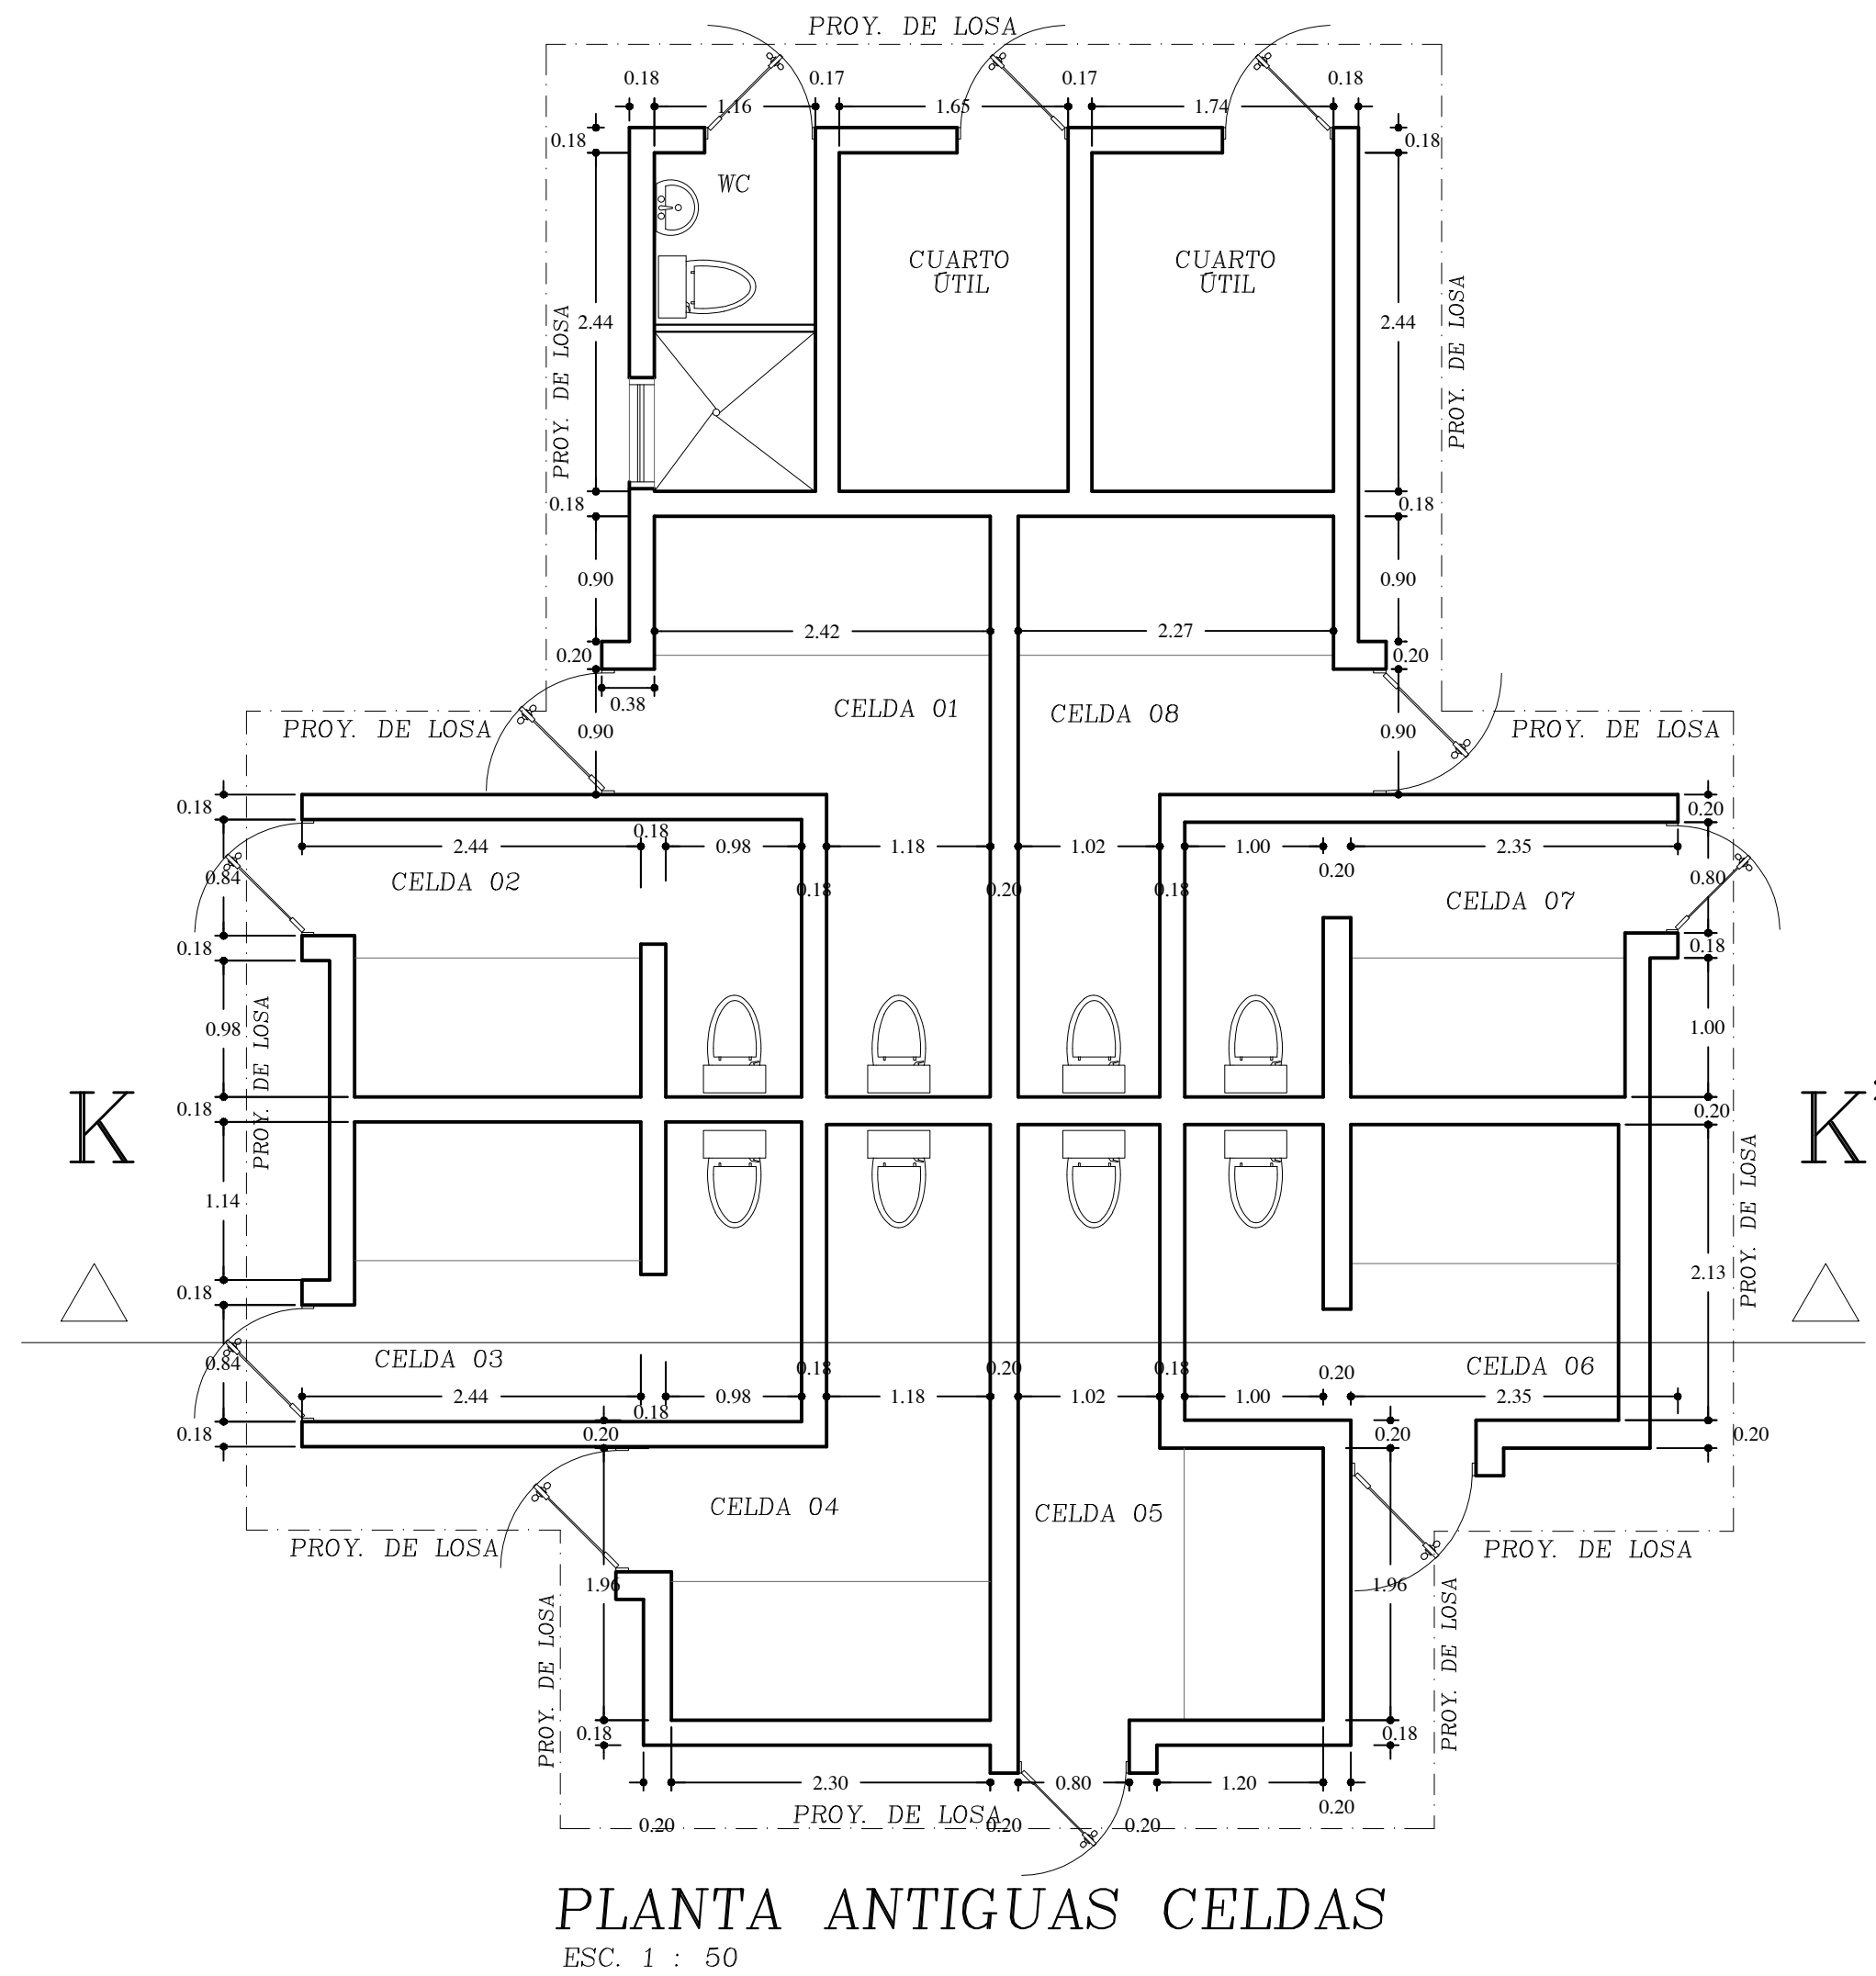 PROY. DE LOSA
0.18 0.17 0.17 0.18
1.16 1.65 1.74
0.18 0.18
WC
CUARTO
ÚTIL
CUARTO
ÚTIL
PROY. DE LOSA
2.44 2.44
PROY. DE LOSA
0.18 0.18
0.90 0.90
2.42 2.27
0.20 0.20
0.38
CELDA 01 CELDA 08
PROY. DE LOSA 0.90 0.90 PROY. DE LOSA
0.18 0.20
0.18
2.44 0.98 1.18 1.02 1.00 2.35
0.20
0.84 CELDA 02 0.80
0.18 0.20 0.18
CELDA 07
0.18 0.18
0.98 1.00
PROY. DE LOSA
K K'
0.18 0.20
1.14
PROY. DE LOSA
2.13
0.18
0.84 CELDA 03 0.18 0.20 0.18 0.20 CELDA 06
2.44 0.98 1.18 1.02 1.00 2.35
0.18
0.18 0.20 0.20 0.20
CELDA 04 CELDA 05
PROY. DE LOSA PROY. DE LOSA
1.96 1.96
PROY. DE LOSA
PROY. DE LOSA
0.18 0.18
2.30 0.80 1.20
PROY. DE LOSA
0.20 0.20 0.20 0.20
PLANTA ANTIGUAS CELDAS
ESC. 1 : 50